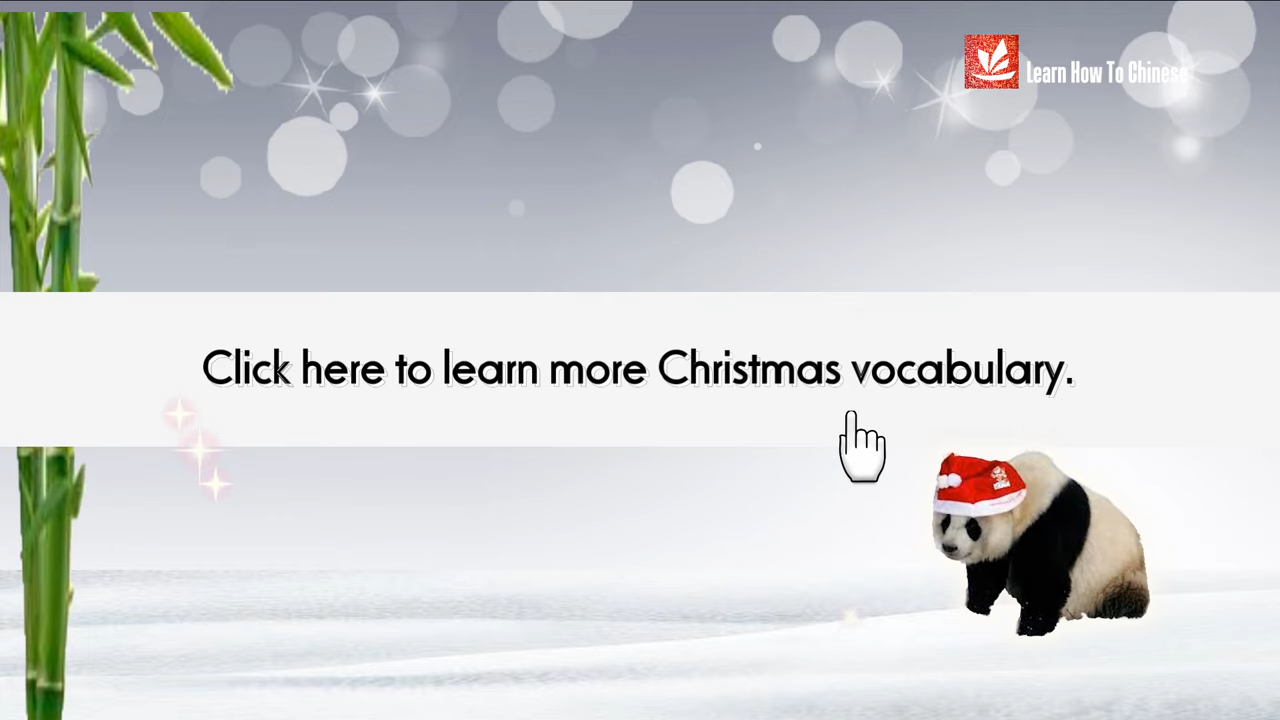 Learn How To Chinese
Click here to learn more Christmas vocabulary.